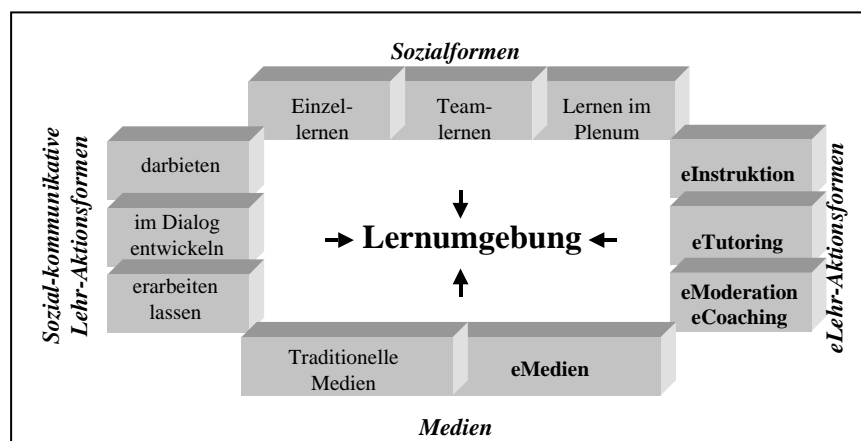 Sozialformen
Einzel-
lernen
Team-
lernen
Lernen im
Plenum
Sozial-kommunikative
Lehr-Aktionsformen
darbieten
im Dialog
entwickeln
erarbeiten
lassen
Lernumgebung
eInstruktion
eTutoring
eModeration
eCoaching
eLehr-Aktionsformen
Traditionelle
Medien
eMedien
Medien